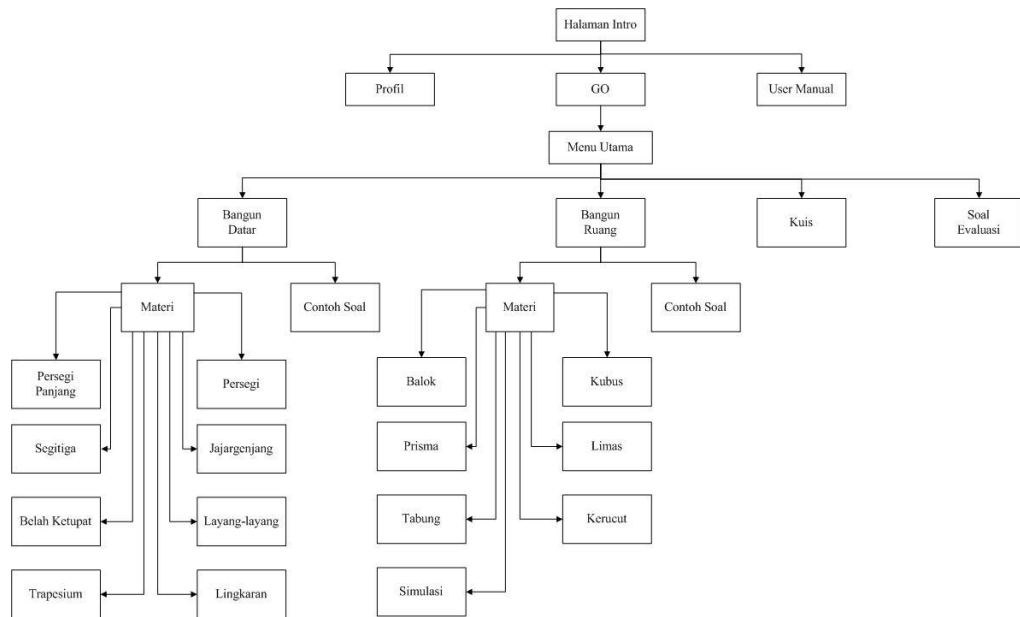 Halaman Intro
Profil
GO
User Manual
Menu Utama
Bangun
Datar
Bangun
Ruang
Kuis
Soal
Evaluasi
Materi
Contoh Soal
Materi
Contoh Soal
Persegi
Panjang
Persegi
Balok
Kubus
Segitiga
Jajargenjang
Prisma
Limas
Belah Ketupat
Layang-layang
Tabung
Kerucut
Trapesium
Lingkaran
Simulasi